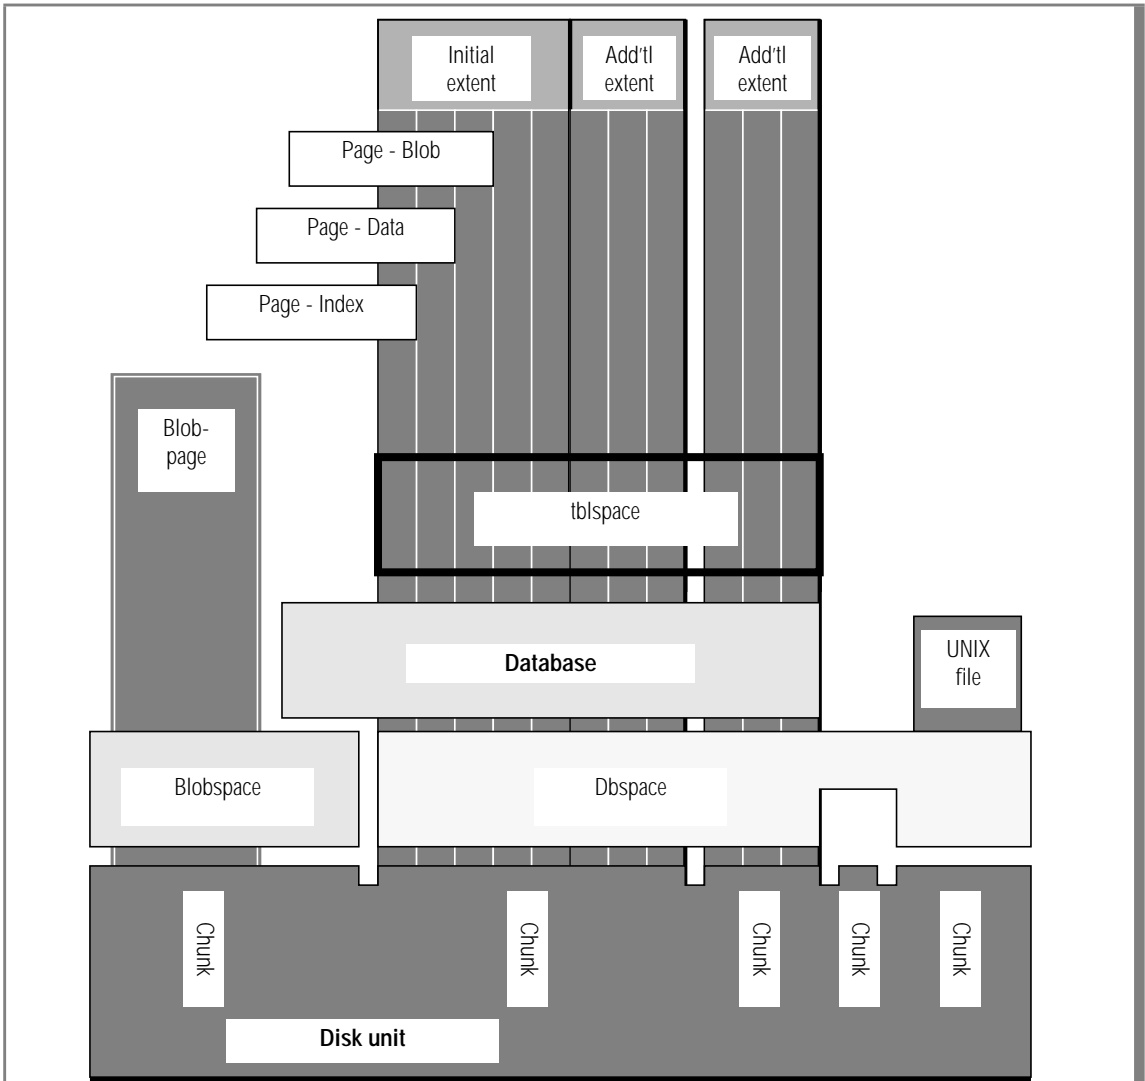 Initial
extent
Add'tl
extent
Add'tl
extent
Page - Blob
Page - Data
Page - Index
Blob-
page
tblspace
Database
UNIX
file
Blobspace
Dbspace
Chunk
Chunk
Chunk
Chunk
Chunk
Disk unit